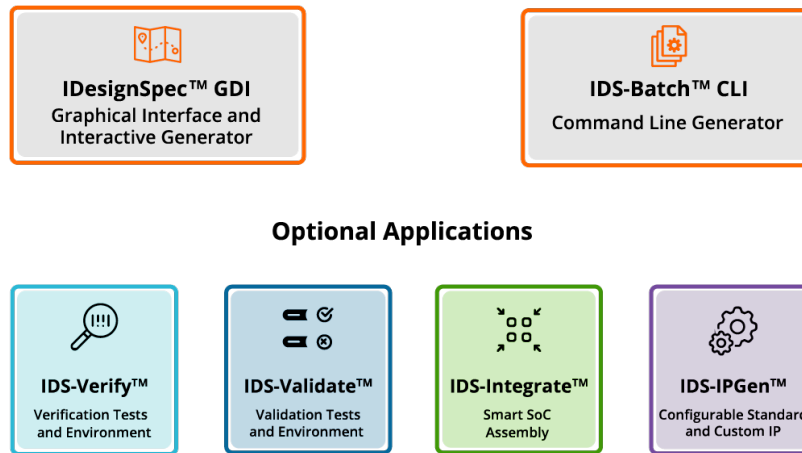 IDesignSpec™ GDI
Graphical Interface and
Interactive Generator
IDS-Batch™ CLI
Command Line Generator
Optional Applications
IDS-Verify™
Verification Tests
and Environment
IDS-Validate™
Validation Tests
and Environment
IDS-Integrate™
Smart SoC
Assembly
IDS-IPGen™
Configurable Standard
and Custom IP